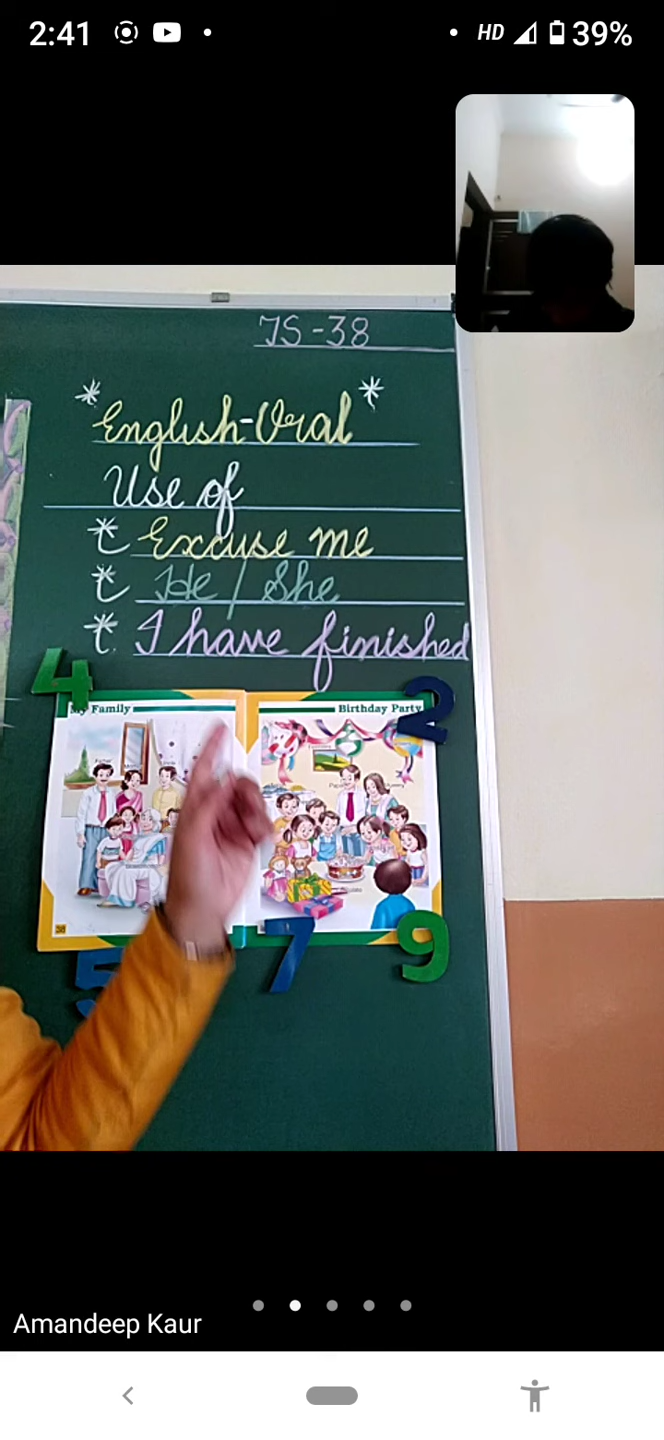 2:41
HD 39%
JS-38
*English-Oral*
Use of
* Excuse me
* He / She
* I have finished
4
2
My Family
Birthday Party
38
5
7
9
Amandeep Kaur